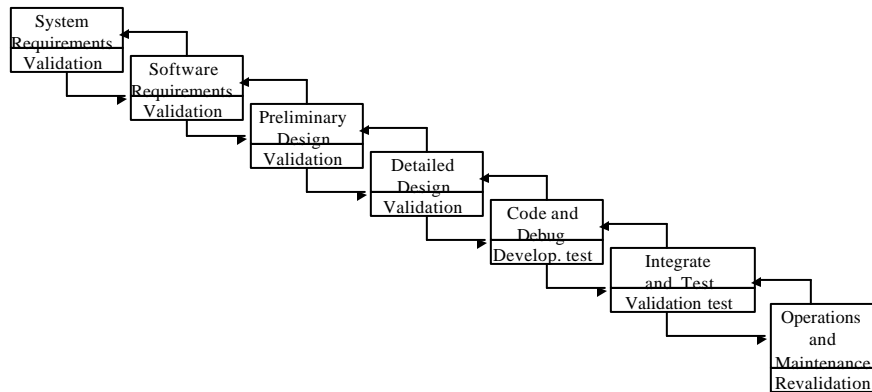 System
Requirements
Validation
Software
Requirements
Validation
Preliminary
Design
Validation
Detailed
Design
Validation
Code and
Debug
Develop. test
Integrate
and Test
Validation test
Operations
and
Maintenance
Revalidation